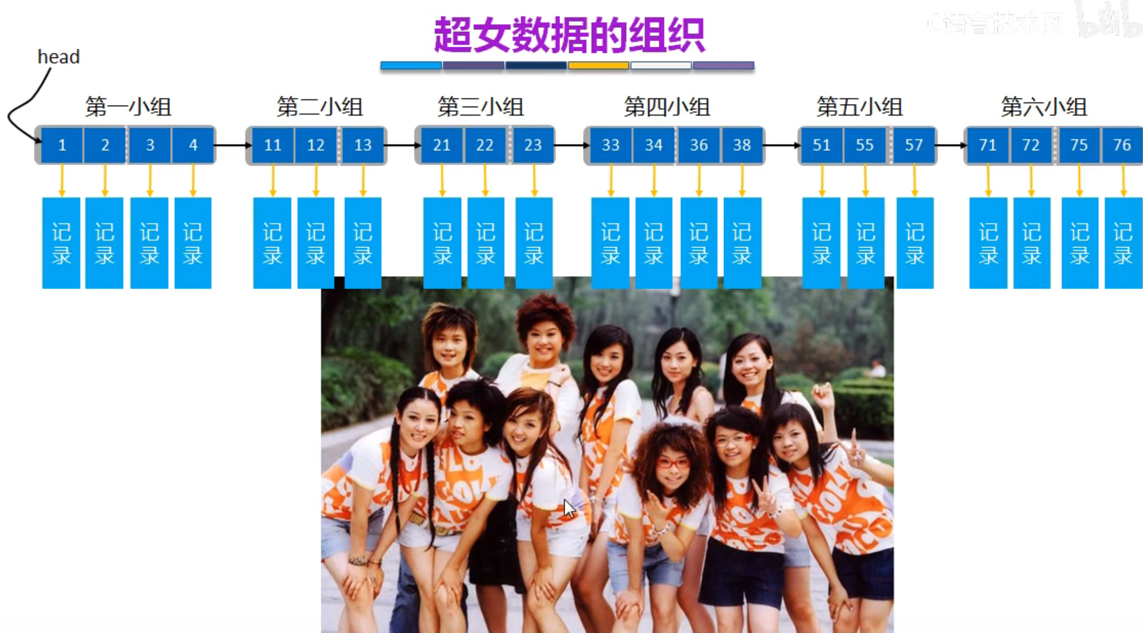 C语言技术网 bilibili
超女数据的组织
head
第一小组 第二小组 第三小组 第四小组 第五小组 第六小组
1 2 3 4 11 12 13 21 22 23 33 34 36 38 51 55 57 71 72 75 76
记录 记录 记录 记录 记录 记录 记录 记录 记录 记录 记录 记录 记录 记录 记录 记录 记录 记录 记录 记录 记录